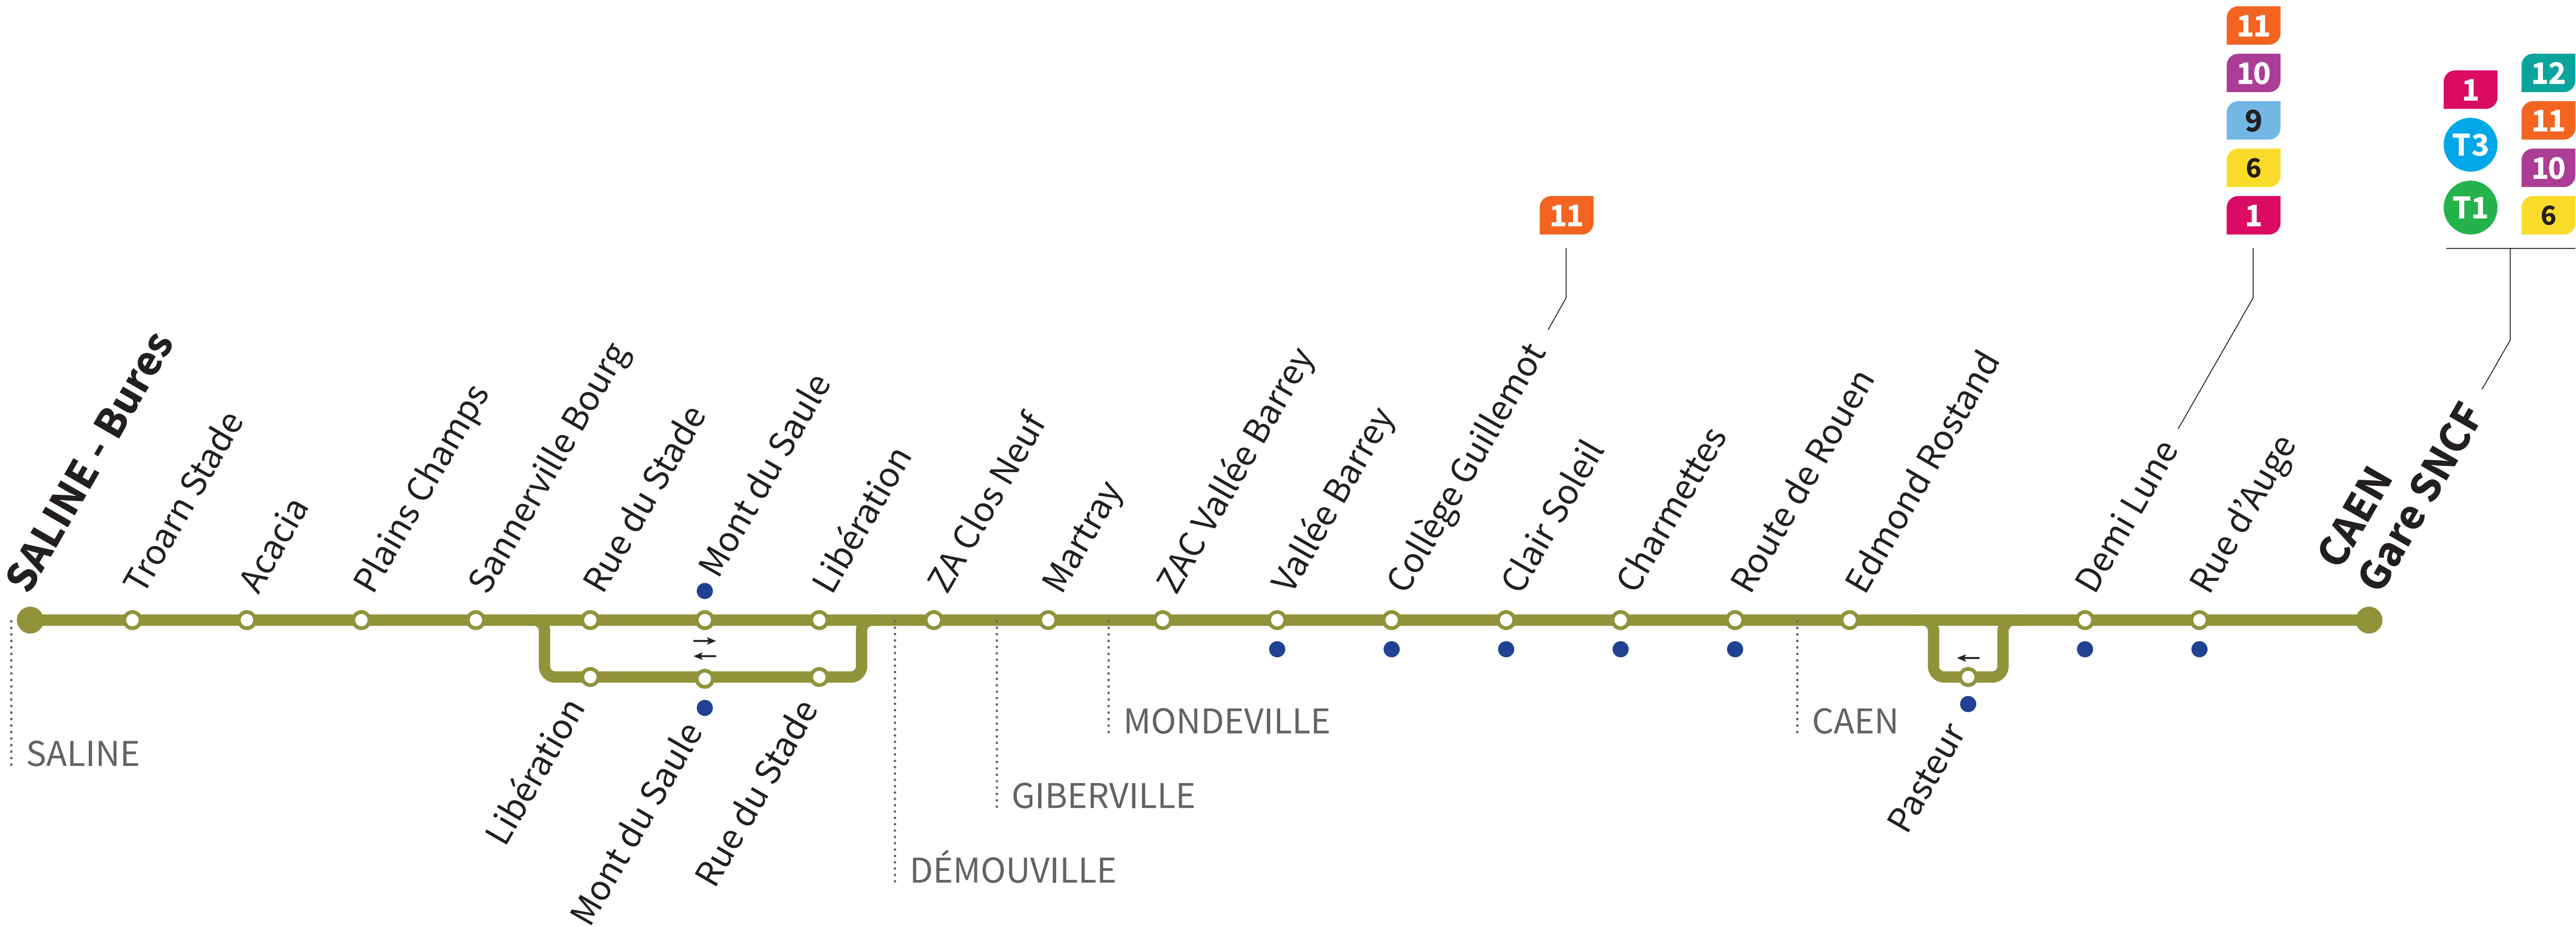 11
10
9
6
1
1
T3
T1
12
11
10
6
11
SALINE - Bures
Troarn Stade
Acacia
Plains Champs
Sannerville Bourg
Rue du Stade
Mont du Saule
Libération
ZA Clos Neuf
Martray
ZAC Vallée Barrey
Vallée Barrey
Collège Guillemot
Clair Soleil
Charmettes
Route de Rouen
Edmond Rostand
Demi Lune
Rue d'Auge
CAEN
Gare SNCF
Libération
Mont du Saule
Rue du Stade
Pasteur
SALINE
DÉMOUVILLE
GIBERVILLE
MONDEVILLE
CAEN